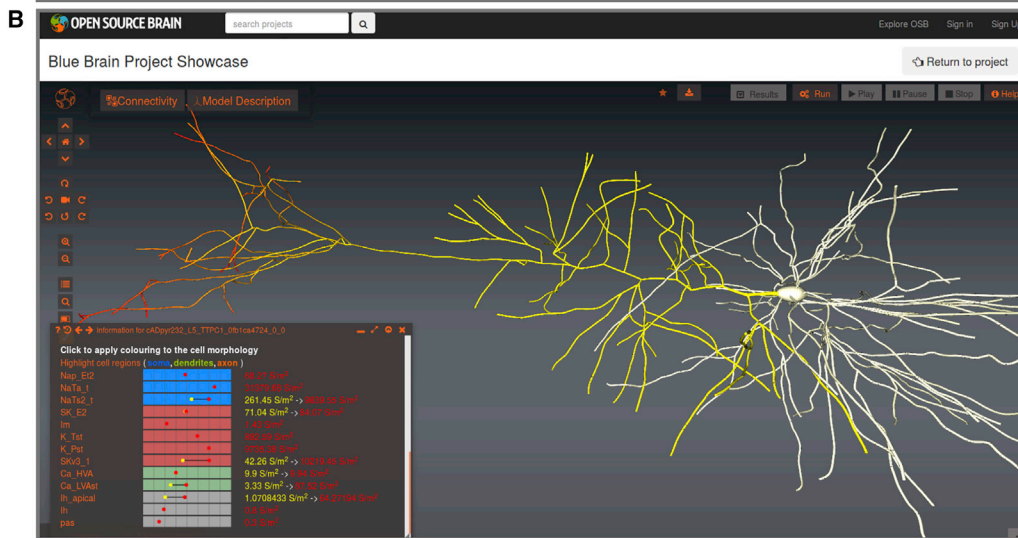 B
OPEN SOURCE BRAIN
search projects
Explore OSB Sign in Sign U
Blue Brain Project Showcase
Return to project
Connectivity
Model Description
Results Run Play Pause Stop Help
Information for cADpyr232_L5_TTPC1_0fb1ca4724_0_0
Click to apply colouring to the cell morphology
Highlight cell regions (soma,dendrites,axon)
Nap_Et2
NaTa_t
NaTs2_t 261.45 S/m² ->
SK_E2 71.04 S/m² ->
Im
K_Tst
K_Pst
SKv3_1 42.26 S/m² ->
Ca_HVA 9.9 S/m² ->
Ca_LVAst 3.33 S/m² ->
Ih_apical 1.0708433 S/m² ->
Ih
pas